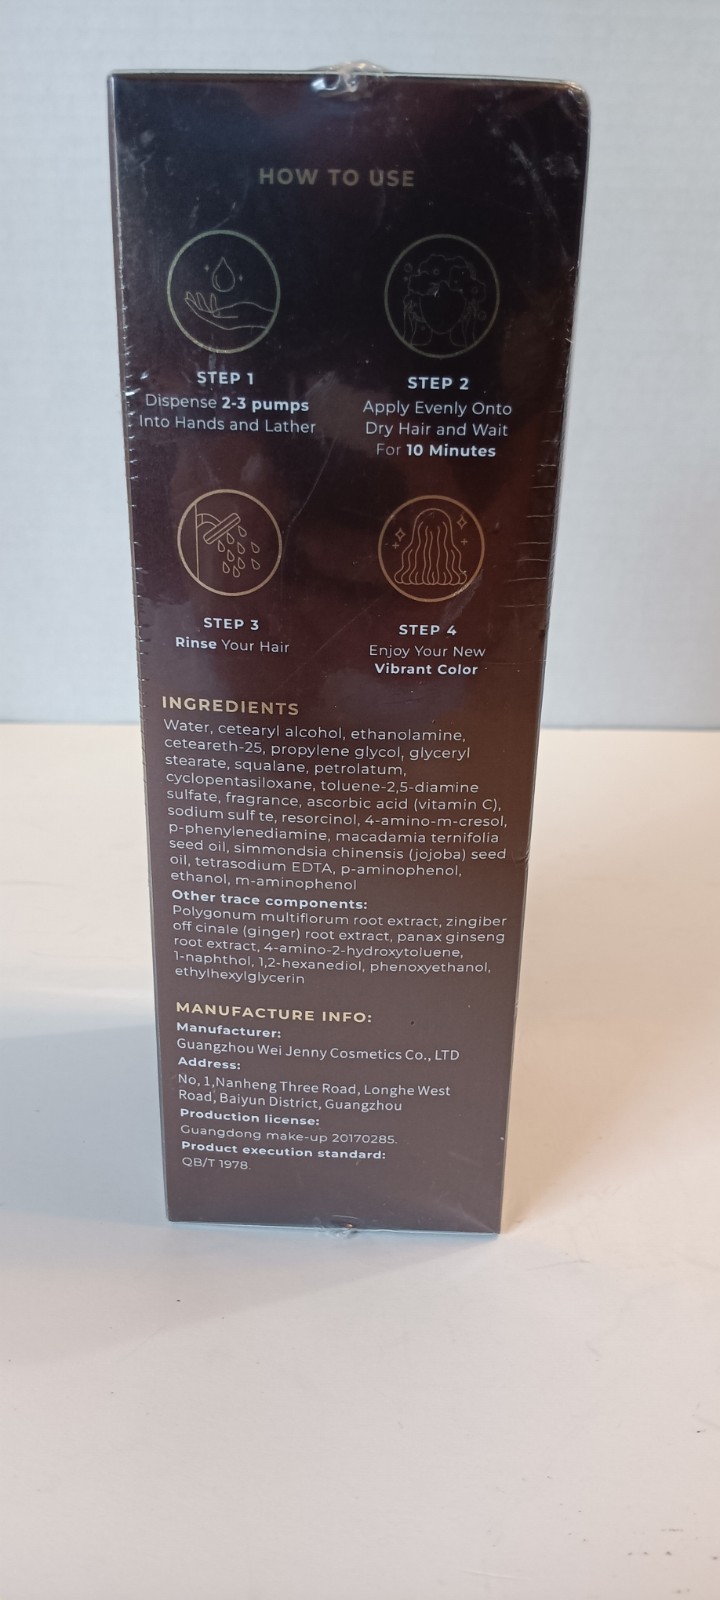 HOW TO USE
STEP 1
Dispense 2-3 pumps
Into Hands and Lather
STEP 2
Apply Evenly Onto
Dry Hair and Wait
For 10 Minutes
STEP 3
Rinse Your Hair
STEP 4
Enjoy Your New
Vibrant Color
INGREDIENTS
Water, cetearyl alcohol, ethanolamine,
ceteareth-25, propylene glycol, glyceryl
stearate, squalane, petrolatum,
cyclopentasiloxane, toluene-2,5-diamine
sulfate, fragrance, ascorbic acid (vitamin C),
sodium sulf te, resorcinol, 4-amino-m-cresol,
p-phenylenediamine, macadamia ternifolia
seed oil, simmondsia chinensis (jojoba) seed
oil, tetrasodium EDTA, p-aminophenol,
ethanol, m-aminophenol
Other trace components:
Polygonum multiflorum root extract, zingiber
off cinale (ginger) root extract, panax ginseng
root extract, 4-amino-2-hydroxytoluene,
1-naphthol, 1,2-hexanediol, phenoxyethanol,
ethylhexylglycerin
MANUFACTURE INFO:
Manufacturer:
Guangzhou Wei Jenny Cosmetics Co., LTD
Address:
No, 1,Nanheng Three Road, Longhe West
Road, Baiyun District, Guangzhou
Production license:
Guangdong make-up 20170285.
Product execution standard:
QB/T 1978.